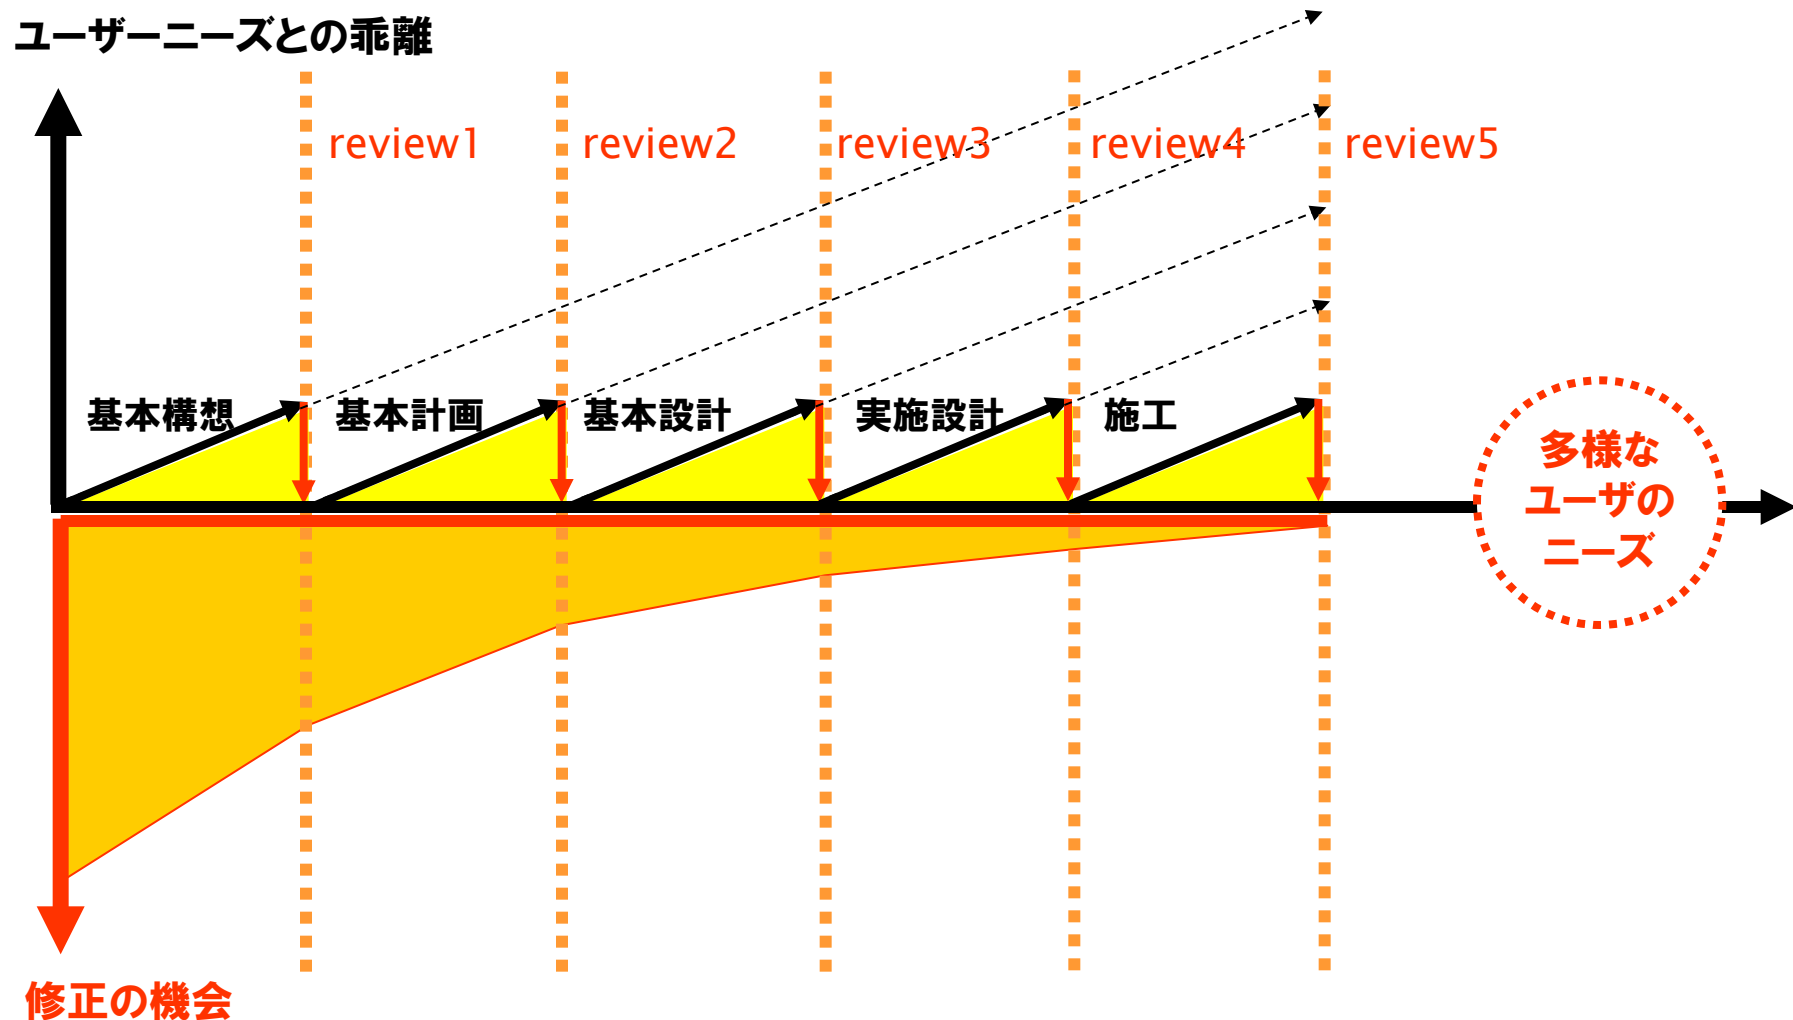 ユーザーニーズとの乖離
review1
review2
review3
review4
review5
基本構想
基本計画
基本設計
実施設計
施工
多様な
ユーザの
ニーズ
修正の機会